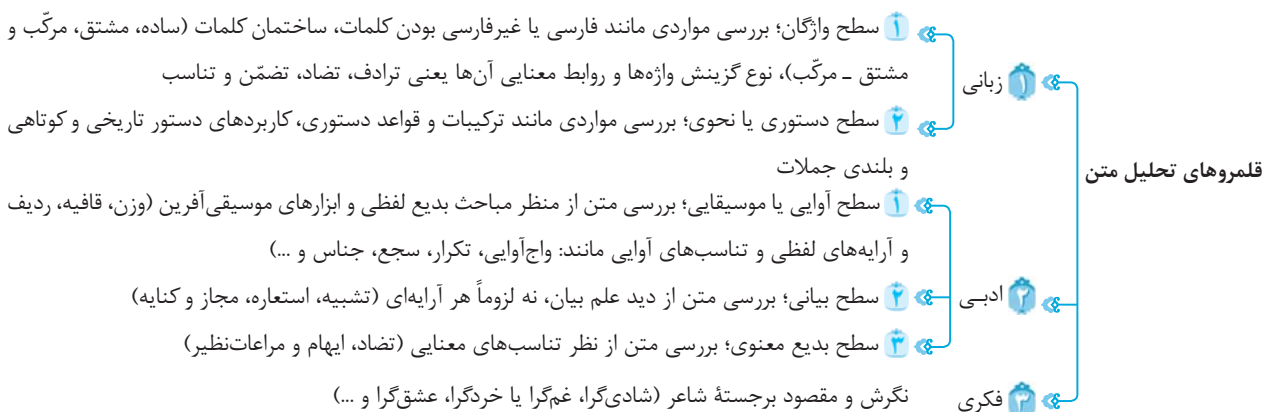 قلمروهای تحلیل متن
۱ زبانی
۱ سطح واژگان؛ بررسی مواردی مانند فارسی یا غیرفارسی بودن کلمات، ساختمان کلمات (ساده، مشتق، مرکّب و
مشتق ـ مرکّب)، نوع گزینش واژه‌ها و روابط معنایی آن‌ها یعنی ترادف، تضاد، تضمّن و تناسب
۲ سطح دستوری یا نحوی؛ بررسی مواردی مانند ترکیبات و قواعد دستوری، کاربردهای دستور تاریخی و کوتاهی
و بلندی جملات
۲ ادبـی
۱ سطح آوایی یا موسیقایی؛ بررسی متن از منظر مباحث بدیع لفظی و ابزارهای موسیقی‌آفرین (وزن، قافیه، ردیف
و آرایه‌های لفظی و تناسب‌های آوایی مانند: واج‌آوایی، تکرار، سجع، جناس و ...)
۲ سطح بیانی؛ بررسی متن از دید علم بیان، نه لزوماً هر آرایه‌ای (تشبیه، استعاره، مجاز و کنایه)
۳ سطح بدیع معنوی؛ بررسی متن از نظر تناسب‌های معنایی (تضاد، ایهام و مراعات‌نظیر)
۳ فکری
نگرش و مقصود برجستهٔ شاعر (شادی‌گرا، غم‌گرا یا خردگرا، عشق‌گرا و ...)